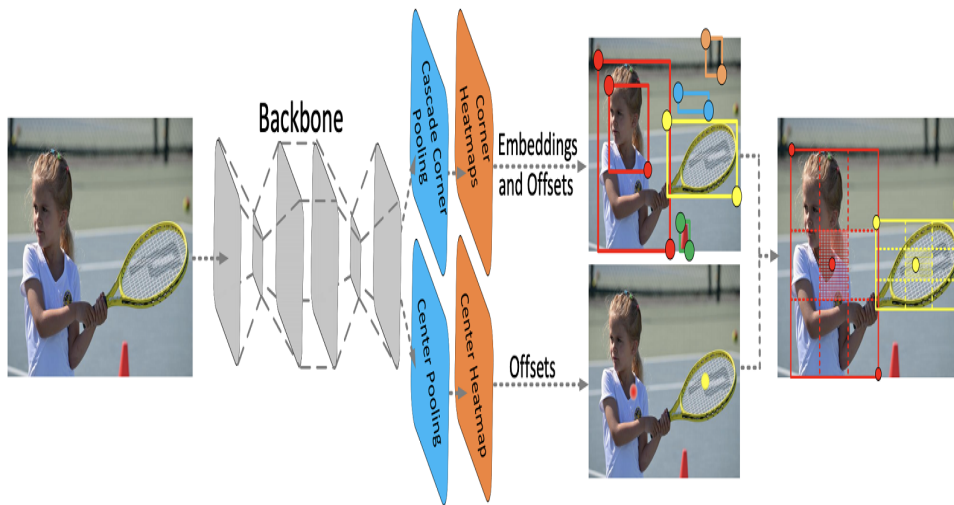 Backbone
Cascade Corner
Pooling
Corner
Heatmaps
Embeddings
and Offsets
Center Pooling
Center Heatmap
Offsets